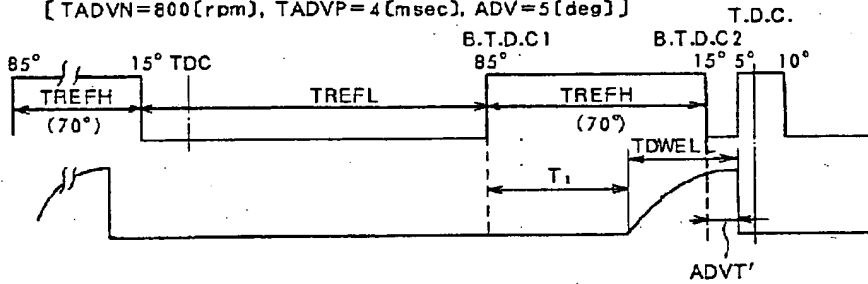 [ TADVN=800[rpm], TADVP=4[msec], ADV=5[deg] ]
T.D.C.
B.T.D.C1 B.T.D.C2
85° 15° TDC 85° 15° 5° 10°
TREFH TREFL TREFH
(70°) (70°)
TDWELL
T₁
ADVT'